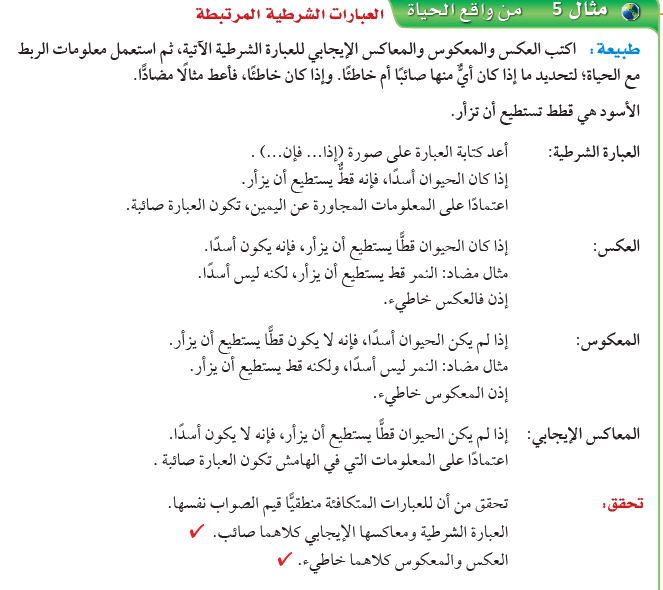 مثال 5 من واقع الحياة العبارات الشرطية المرتبطة
طبيعة: اكتب العكس والمعكوس والمعاكس الإيجابي للعبارة الشرطية الآتية، ثم استعمل معلومات الربط
مع الحياة؛ لتحديد ما إذا كان أيٌّ منها صائبًا أم خاطئًا. وإذا كان خاطئًا، فأعط مثالًا مضادًّا.
الأسود هي قطط تستطيع أن تزأر.
العبارة الشرطية: أعد كتابة العبارة على صورة (إذا... فإن...) .
إذا كان الحيوان أسدًا، فإنه قطٌّ يستطيع أن يزأر.
اعتمادًا على المعلومات المجاورة عن اليمين، تكون العبارة صائبة.
العكس: إذا كان الحيوان قطًّا يستطيع أن يزأر، فإنه يكون أسدًا.
مثال مضاد: النمر قط يستطيع أن يزأر، لكنه ليس أسدًا.
إذن فالعكس خاطيء.
المعكوس: إذا لم يكن الحيوان أسدًا، فإنه لا يكون قطًّا يستطيع أن يزأر.
مثال مضاد: النمر ليس أسدًا، ولكنه قط يستطيع أن يزأر.
إذن المعكوس خاطيء.
المعاكس الإيجابي: إذا لم يكن الحيوان قطًّا يستطيع أن يزأر، فإنه لا يكون أسدًا.
اعتمادًا على المعلومات التي في الهامش تكون العبارة صائبة .
تحقق: تحقق من أن للعبارات المتكافئة منطقيًّا قيم الصواب نفسها.
العبارة الشرطية ومعاكسها الإيجابي كلاهما صائب. ✓
العكس والمعكوس كلاهما خاطيء. ✓